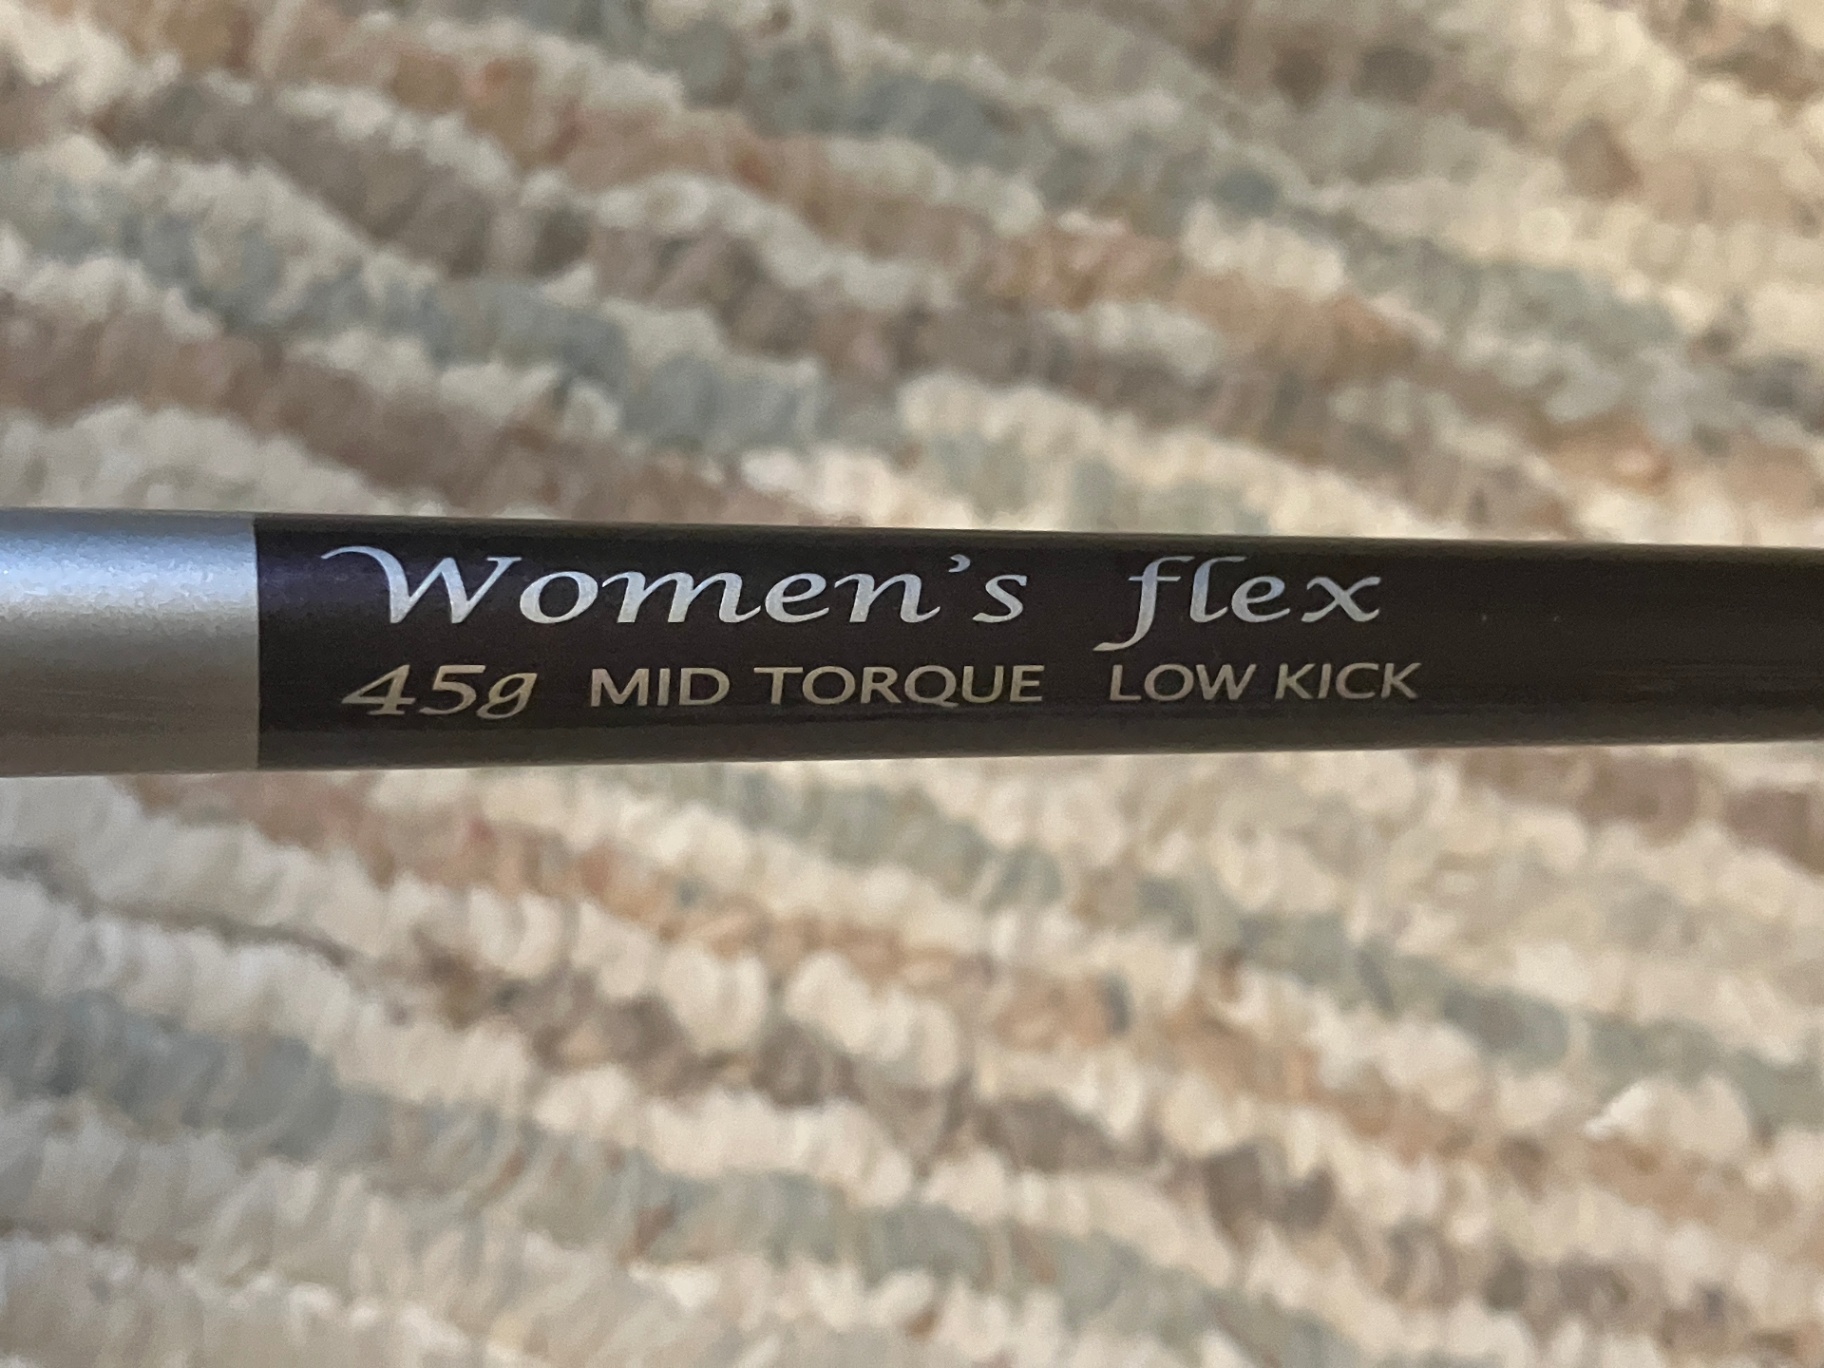 Women's flex
45g MID TORQUE LOW KICK